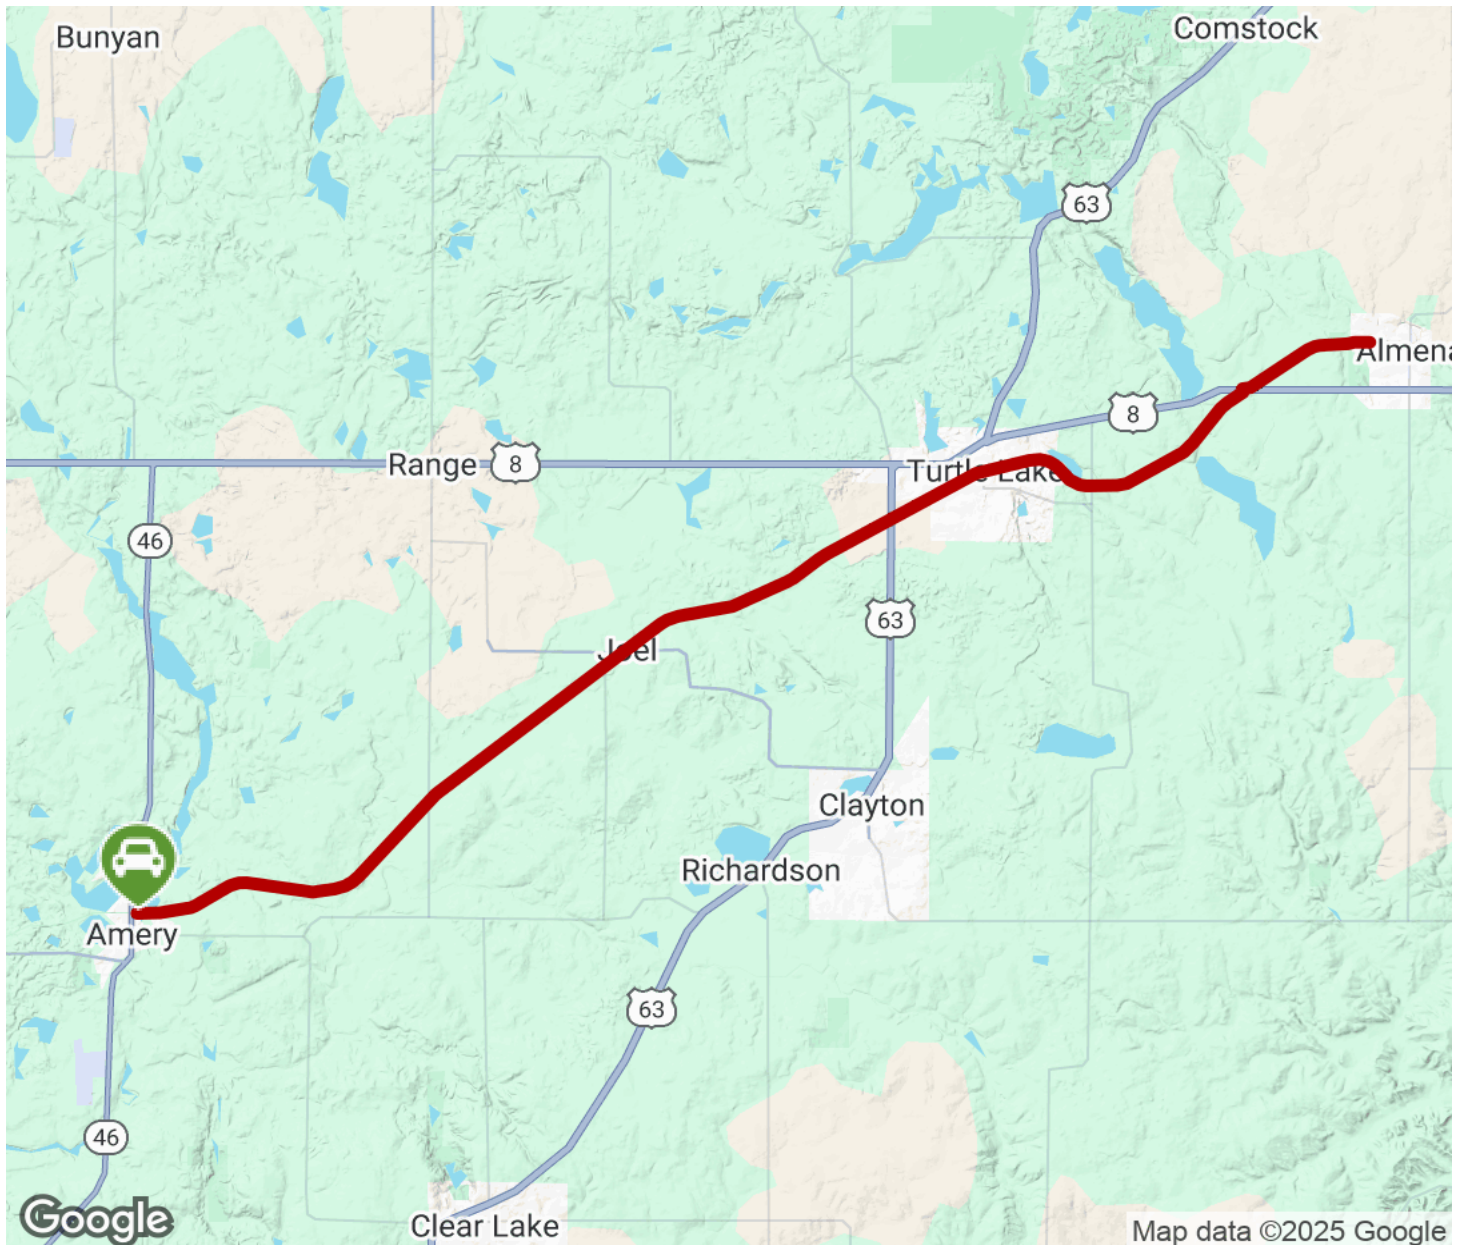 Bunyan
Comstock
63
Almena
8
Range
8
Turtle Lake
46
63
Joel
Clayton
Richardson
Amery
63
46
Clear Lake
Google
Map data ©2025 Google